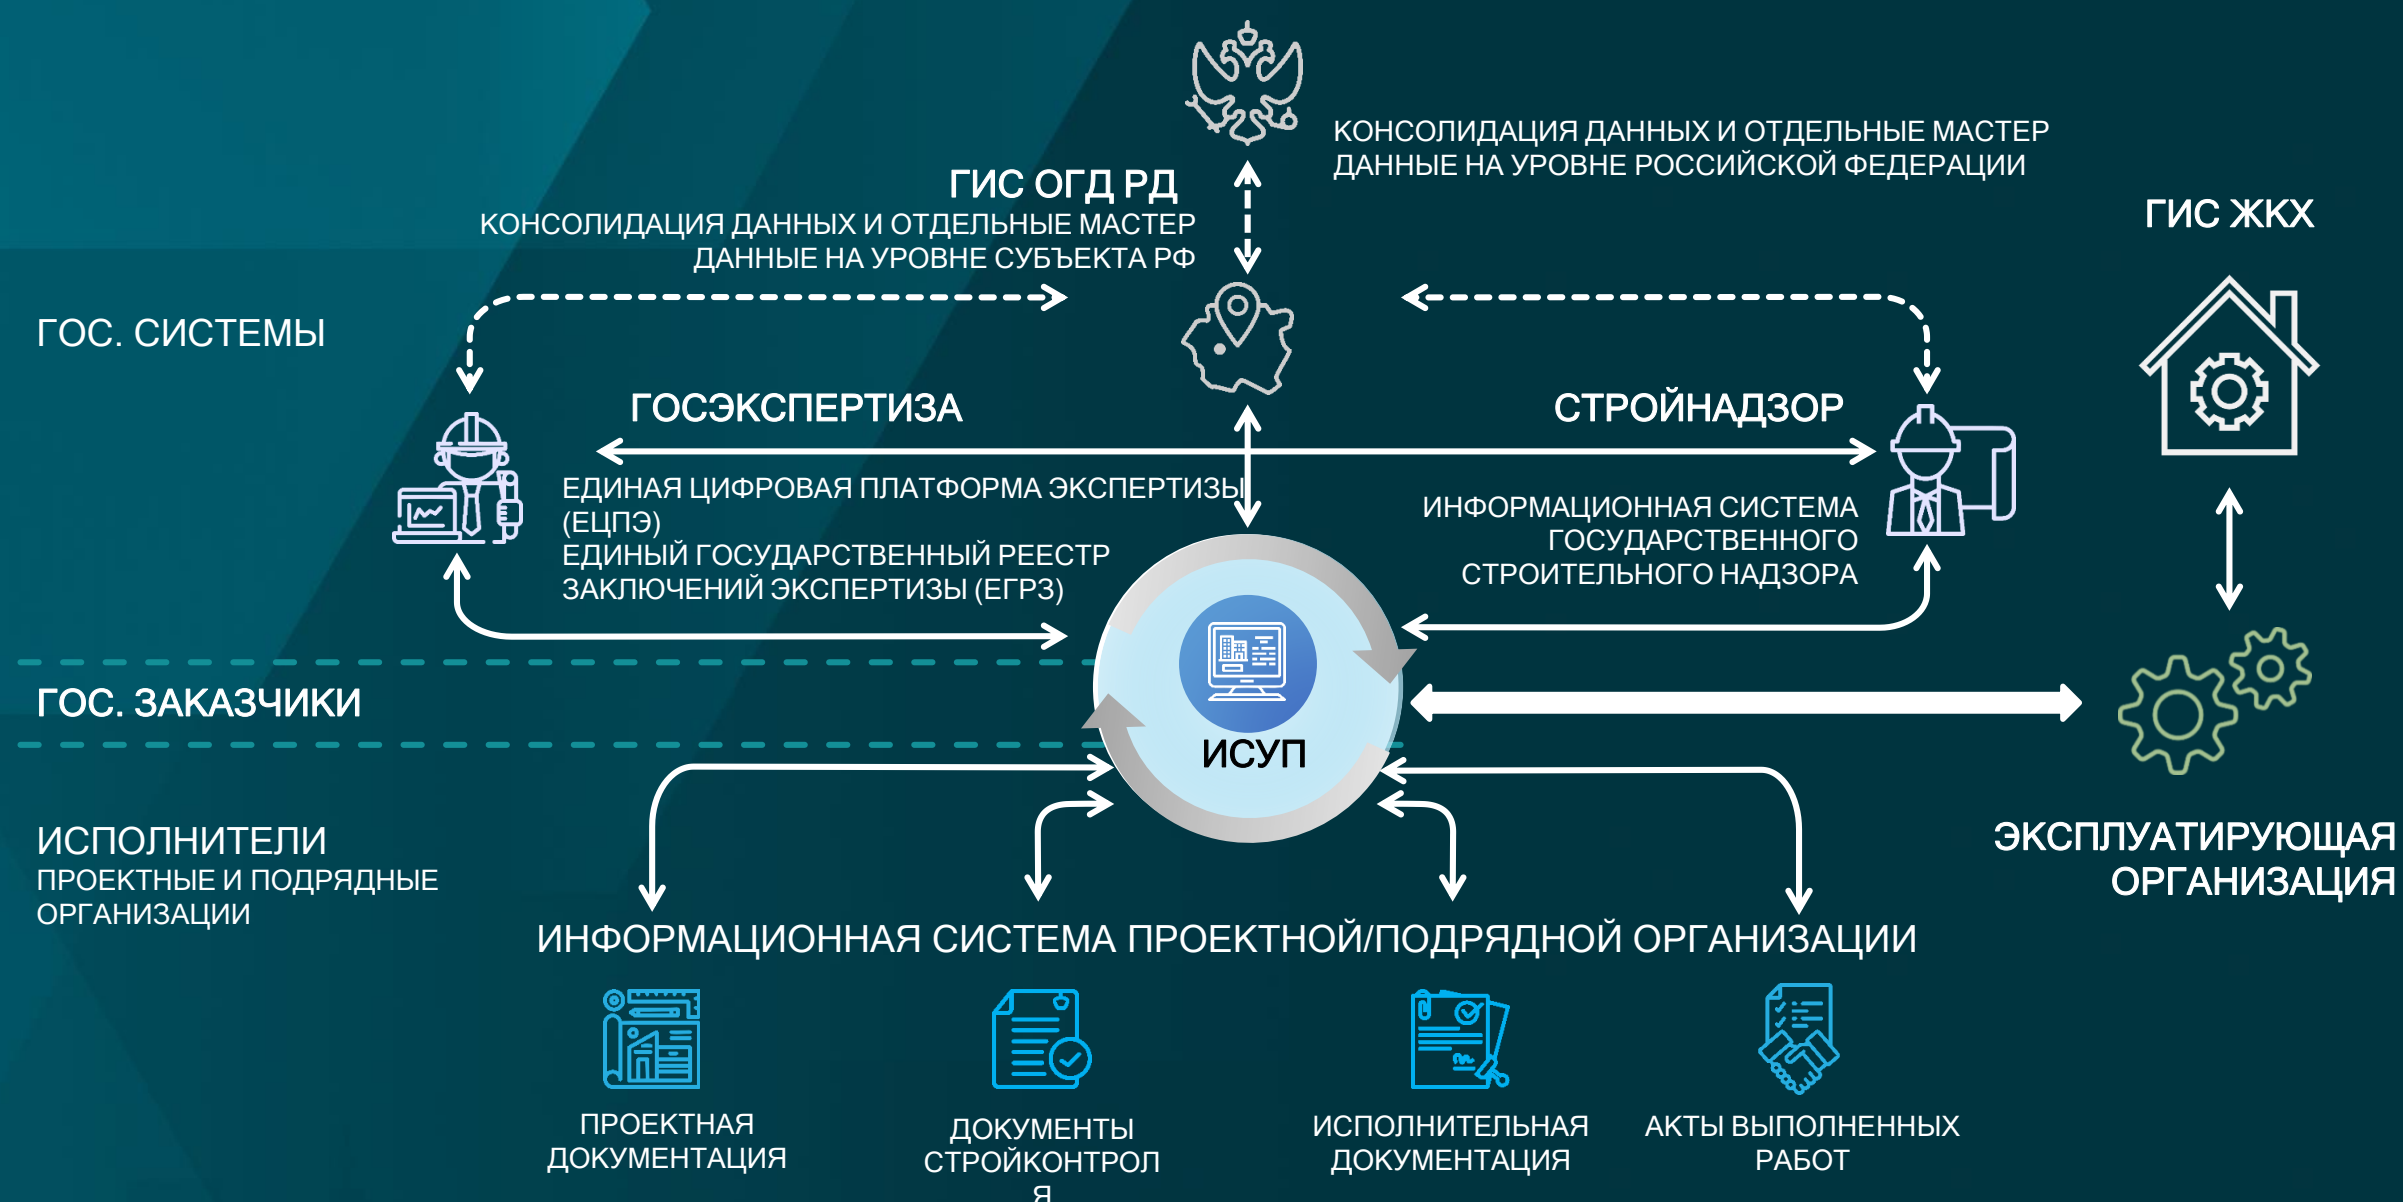 КОНСОЛИДАЦИЯ ДАННЫХ И ОТДЕЛЬНЫЕ МАСТЕР
ДАННЫЕ НА УРОВНЕ РОССИЙСКОЙ ФЕДЕРАЦИИ
ГИС ОГД РД
КОНСОЛИДАЦИЯ ДАННЫХ И ОТДЕЛЬНЫЕ МАСТЕР
ДАННЫЕ НА УРОВНЕ СУБЪЕКТА РФ
ГИС ЖКХ
ГОС. СИСТЕМЫ
ГОСЭКСПЕРТИЗА
СТРОЙНАДЗОР
ЕДИНАЯ ЦИФРОВАЯ ПЛАТФОРМА ЭКСПЕРТИЗЫ
(ЕЦПЭ)
ЕДИНЫЙ ГОСУДАРСТВЕННЫЙ РЕЕСТР
ЗАКЛЮЧЕНИЙ ЭКСПЕРТИЗЫ (ЕГРЗ)
ИНФОРМАЦИОННАЯ СИСТЕМА
ГОСУДАРСТВЕННОГО
СТРОИТЕЛЬНОГО НАДЗОРА
ГОС. ЗАКАЗЧИКИ
ИСУП
ИСПОЛНИТЕЛИ
ПРОЕКТНЫЕ И ПОДРЯДНЫЕ
ОРГАНИЗАЦИИ
ЭКСПЛУАТИРУЮЩАЯ
ОРГАНИЗАЦИЯ
ИНФОРМАЦИОННАЯ СИСТЕМА ПРОЕКТНОЙ/ПОДРЯДНОЙ ОРГАНИЗАЦИИ
ПРОЕКТНАЯ
ДОКУМЕНТАЦИЯ
ДОКУМЕНТЫ
СТРОЙКОНТРОЛ
Я
ИСПОЛНИТЕЛЬНАЯ
ДОКУМЕНТАЦИЯ
АКТЫ ВЫПОЛНЕННЫХ
РАБОТ